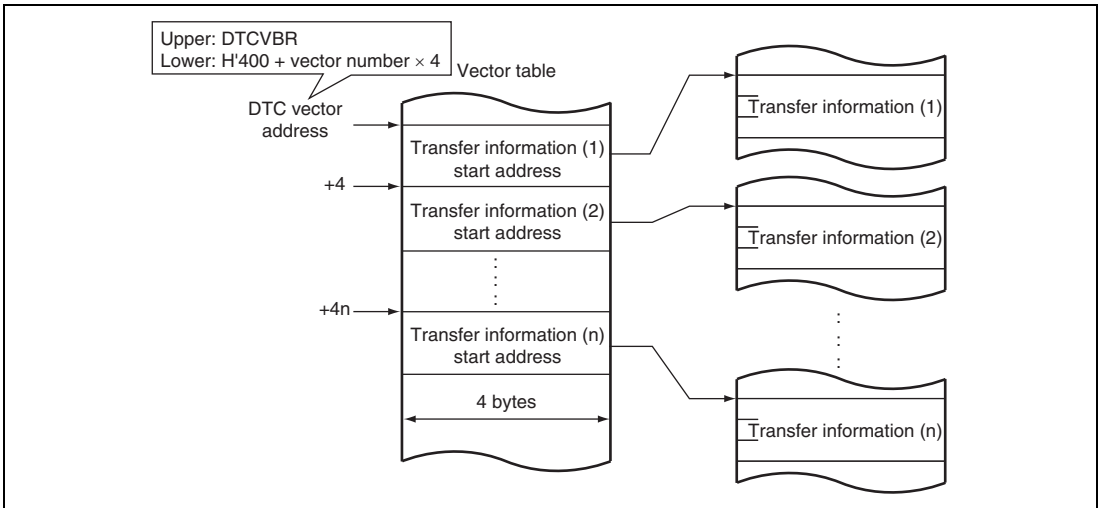 Upper: DTCVBR
Lower: H'400 + vector number × 4
Vector table
DTC vector
address
Transfer information (1)
start address
+4
Transfer information (2)
start address
+4n
Transfer information (n)
start address
4 bytes
Transfer information (1)
Transfer information (2)
Transfer information (n)